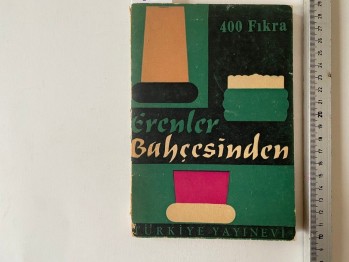 400 Fıkra
Erenler
Bahçesinden
TÜRKİYE YAYINEVİ